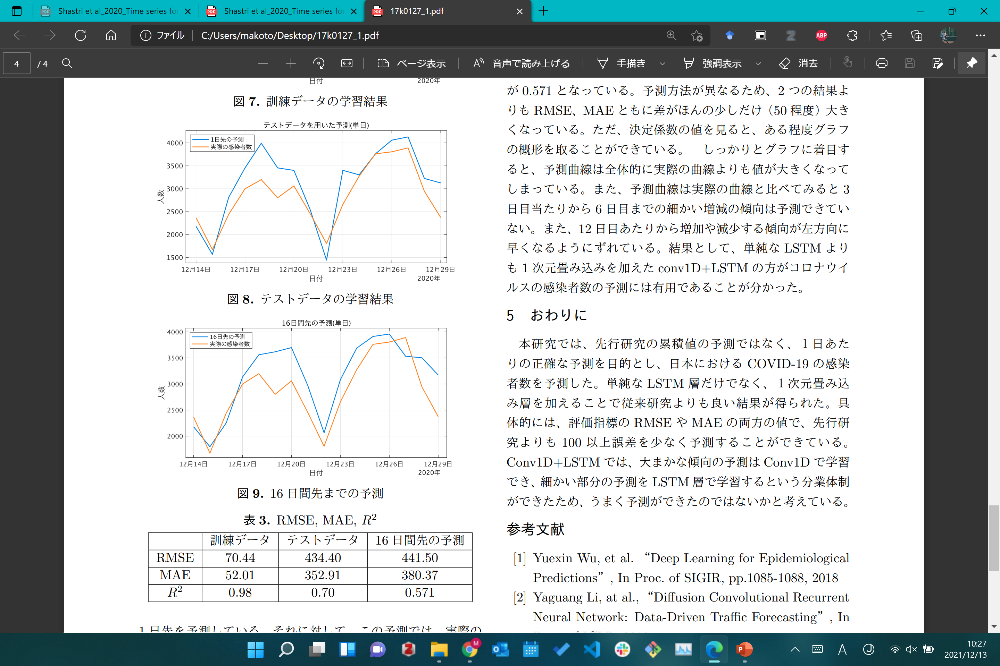 Shastri et al_2020_Time series fo
Shastri et al_2020_Time series for
17k0127_1.pdf
ファイル
C:/Users/makoto/Desktop/17k0127_1.pdf
ABP
4
/ 4
ページ表示
音声で読み上げる
手描き
強調表示
消去
日付
2020年
図 7. 訓練データの学習結果
テストデータを用いた予測(単日)
1日先の予測
実際の感染者数
4000
3500
3000
2500
2000
1500
人数
12月14日
12月17日
12月20日
12月23日
12月26日
12月29日
日付
2020年
図 8. テストデータの学習結果
16日間先の予測(単日)
16日先の予測
実際の感染者数
4000
3500
3000
2500
2000
人数
12月14日
12月17日
12月20日
12月23日
12月26日
12月29日
日付
2020年
図 9. 16 日間先までの予測
表 3. RMSE, MAE, R²
訓練データ テストデータ 16 日間先の予測
RMSE 70.44 434.40 441.50
MAE 52.01 352.91 380.37
R² 0.98 0.70 0.571
1 日先を予測している。それに対して、この予測では、実際の
が 0.571 となっている。予測方法が異なるため、2 つの結果よ
りも RMSE、MAE ともに差がほんの少しだけ（50 程度）大き
くなっている。ただ、決定係数の値を見ると、ある程度グラフ
の概形を取ることができている。　しっかりとグラフに着目す
ると、予測曲線は全体的に実際の曲線よりも値が大きくなって
しまっている。また、予測曲線は実際の曲線と比べてみると 3
日目当たりから 6 日目までの細かい増減の傾向は予測できてい
ない。また、12 日目あたりから増加や減少する傾向が左方向に
早くなるようにずれている。結果として、単純な LSTM より
も 1 次元畳み込みを加えた conv1D+LSTM の方がコロナウイ
ルスの感染者数の予測には有用であることが分かった。
5　おわりに
本研究では、先行研究の累積値の予測ではなく、1 日あた
りの正確な予測を目的とし、日本における COVID-19 の感染
者数を予測した。単純な LSTM 層だけでなく、1 次元畳み込
み層を加えることで従来研究よりも良い結果が得られた。具
体的には、評価指標の RMSE や MAE の両方の値で、先行研
究よりも 100 以上誤差を少なく予測することができている。
Conv1D+LSTM では、大まかな傾向の予測は Conv1D で学習
でき、細かい部分の予測を LSTM 層で学習するという分業体制
ができたため、うまく予測ができたのではないかと考えている。
参考文献
[1] Yuexin Wu, et al. “Deep Learning for Epidemiological
Predictions”, In Proc. of SIGIR, pp.1085-1088, 2018
[2] Yaguang Li, at al., “Diffusion Convolutional Recurrent
Neural Network: Data-Driven Traffic Forecasting”, In
A
10:27
2021/12/13